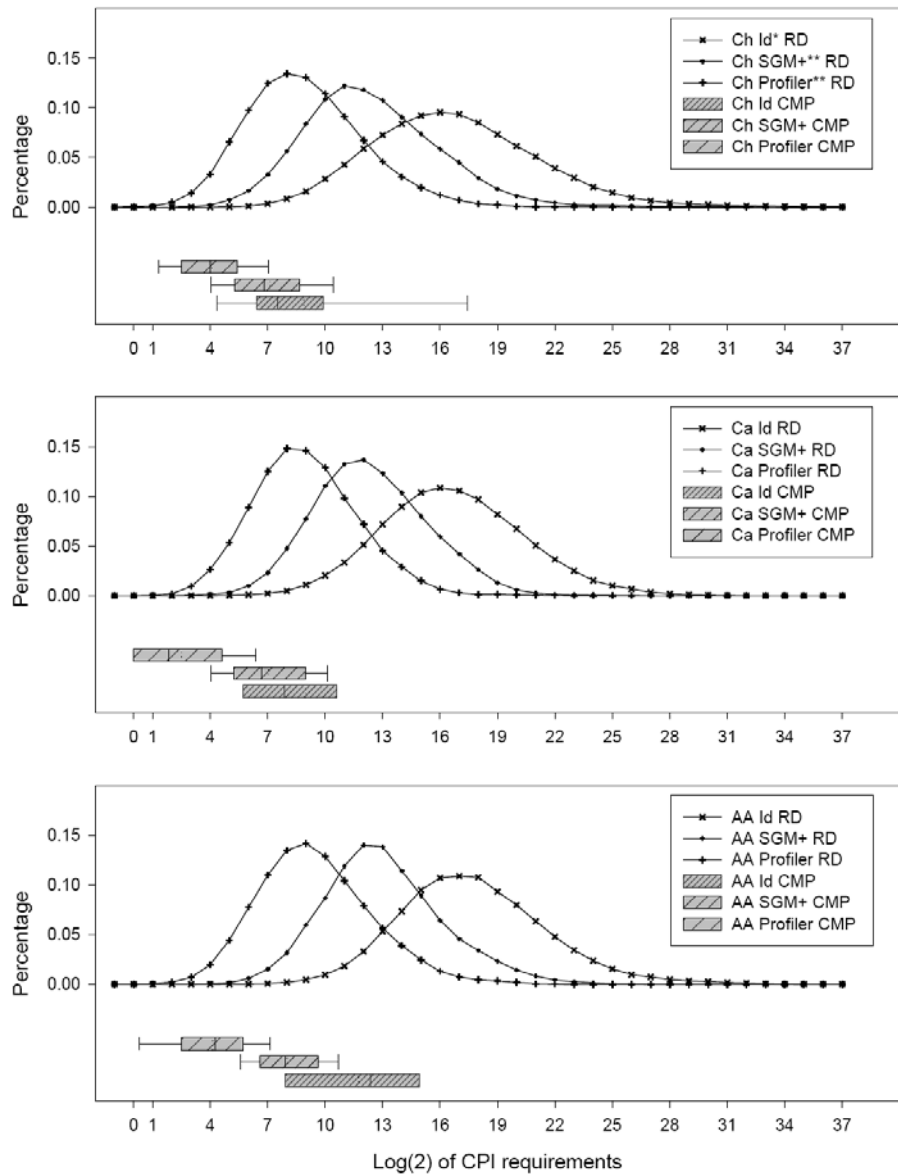 Percentage
0.15
0.10
0.05
0.00
Ch Id* RD
Ch SGM+** RD
Ch Profiler** RD
Ch Id CMP
Ch SGM+ CMP
Ch Profiler CMP
0 1 4 7 10 13 16 19 22 25 28 31 34 37
Percentage
0.15
0.10
0.05
0.00
Ca Id RD
Ca SGM+ RD
Ca Profiler RD
Ca Id CMP
Ca SGM+ CMP
Ca Profiler CMP
0 1 4 7 10 13 16 19 22 25 28 31 34 37
Percentage
0.15
0.10
0.05
0.00
AA Id RD
AA SGM+ RD
AA Profiler RD
AA Id CMP
AA SGM+ CMP
AA Profiler CMP
0 1 4 7 10 13 16 19 22 25 28 31 34 37
Log(2) of CPI requirements